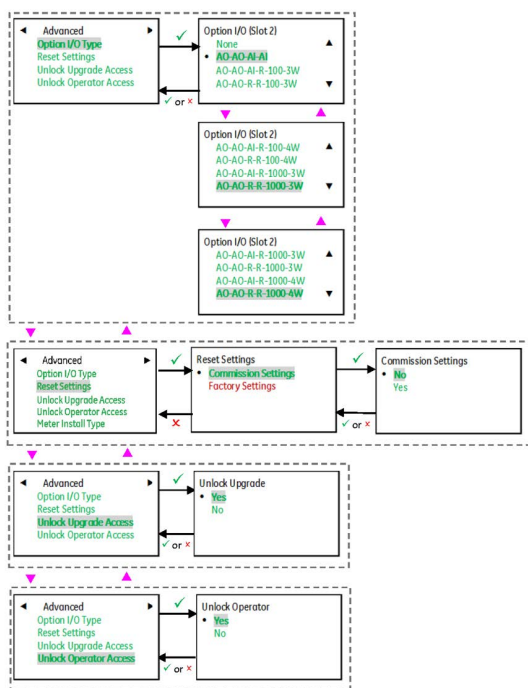 Advanced
Option I/O Type
Reset Settings
Unlock Upgrade Access
Unlock Operator Access
✓
✓ or x
Option I/O (Slot 2)
None
• AO-AO-AI-AI
AO-AO-AI-R-100-3W
AO-AO-R-R-100-3W
Option I/O (Slot 2)
AO-AO-AI-R-100-4W
AO-AO-R-R-100-4W
AO-AO-AI-R-1000-3W
AO-AO-R-R-1000-3W
Option I/O (Slot 2)
AO-AO-AI-R-1000-3W
AO-AO-R-R-1000-3W
AO-AO-AI-R-1000-4W
AO-AO-R-R-1000-4W
Advanced
Option I/O Type
Reset Settings
Unlock Upgrade Access
Unlock Operator Access
Meter Install Type
✓
x
Reset Settings
• Commission Settings
Factory Settings
✓
✓ or x
Commission Settings
• No
Yes
Advanced
Option I/O Type
Reset Settings
Unlock Upgrade Access
Unlock Operator Access
✓
✓ or x
Unlock Upgrade
• Yes
No
Advanced
Option I/O Type
Reset Settings
Unlock Upgrade Access
Unlock Operator Access
✓
✓ or x
Unlock Operator
• Yes
No